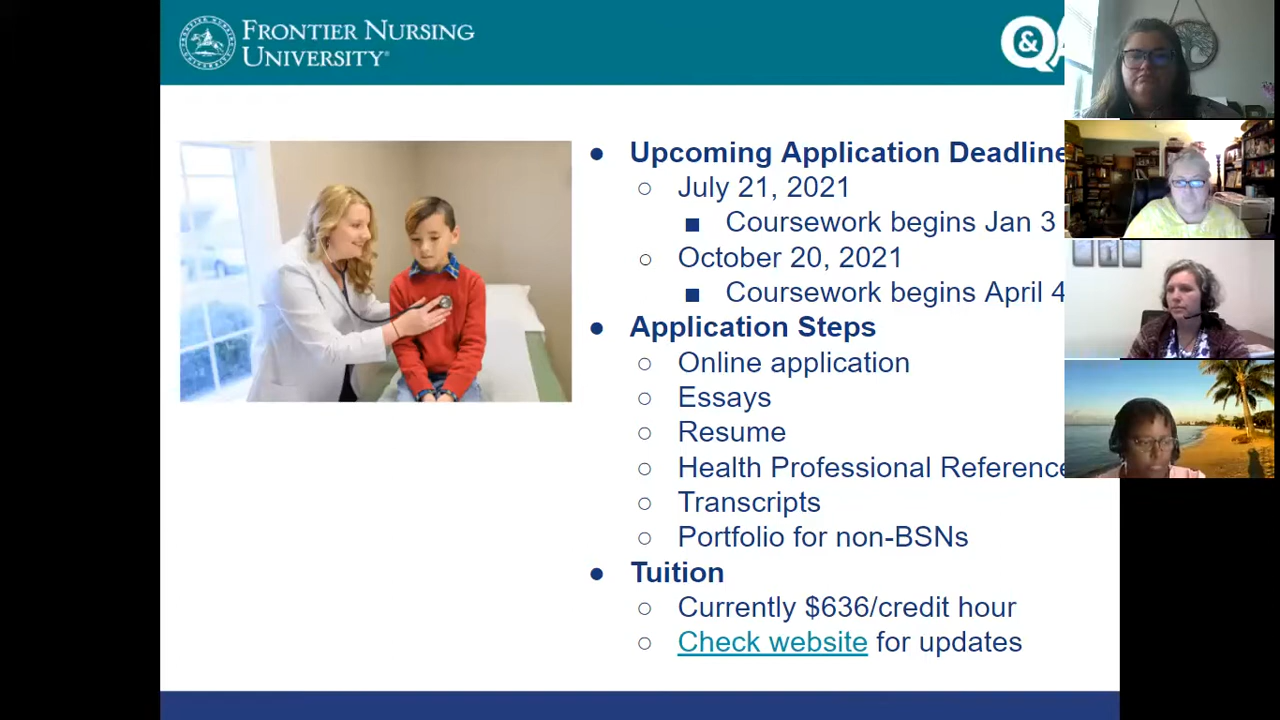 FRONTIER NURSING
UNIVERSITY®
Q&A
Upcoming Application Deadline
July 21, 2021
Coursework begins Jan 3
October 20, 2021
Coursework begins April 4
Application Steps
Online application
Essays
Resume
Health Professional Reference
Transcripts
Portfolio for non-BSNs
Tuition
Currently $636/credit hour
Check website for updates